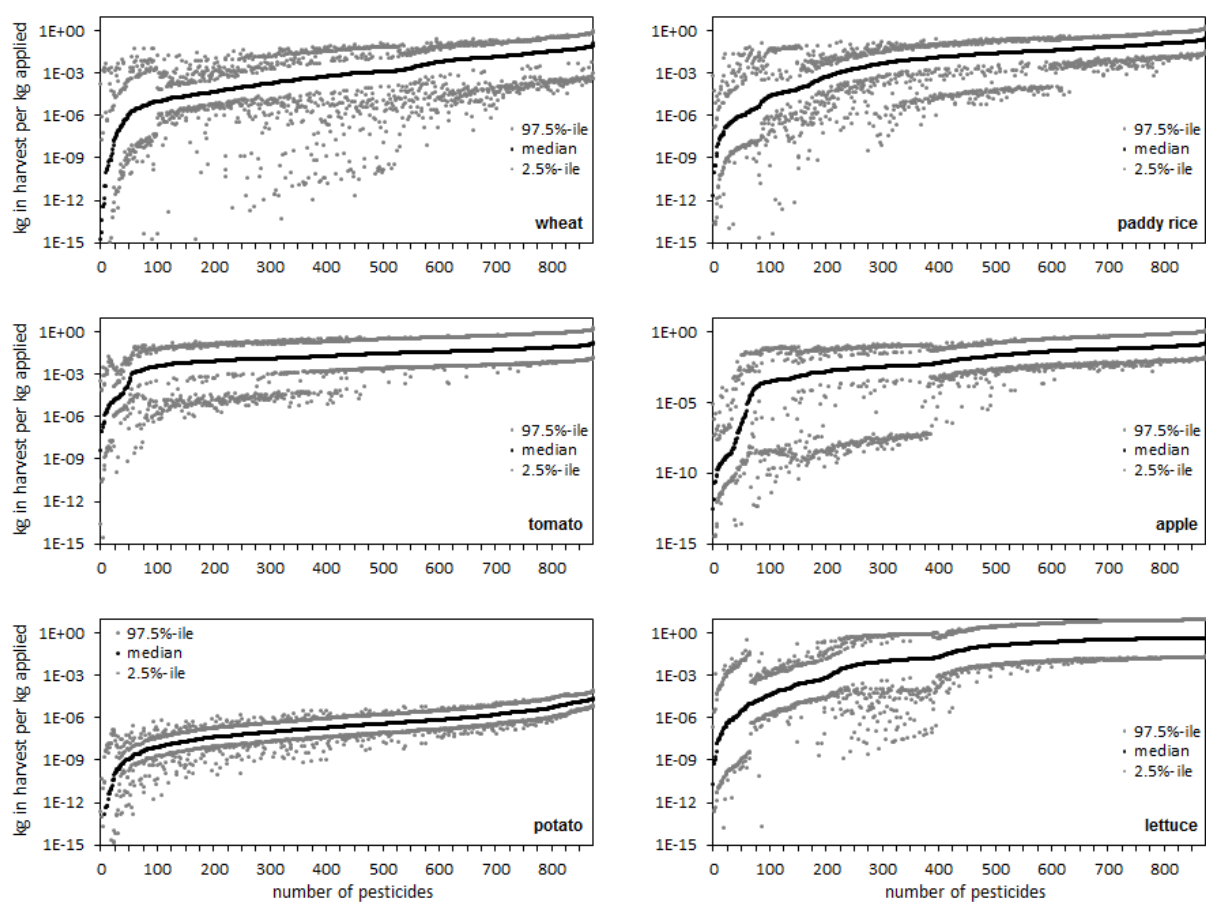 kg in harvest per kg applied
1E+00
1E-03
1E-06
1E-09
1E-12
1E-15
97.5%-ile
median
2.5%-ile
wheat
0 100 200 300 400 500 600 700 800
1E+00
1E-03
1E-06
1E-09
1E-12
1E-15
97.5%-ile
median
2.5%-ile
paddy rice
0 100 200 300 400 500 600 700 800
kg in harvest per kg applied
1E+00
1E-03
1E-06
1E-09
1E-12
1E-15
97.5%-ile
median
2.5%-ile
tomato
0 100 200 300 400 500 600 700 800
1E+00
1E-05
1E-10
1E-15
97.5%-ile
median
2.5%-ile
apple
0 100 200 300 400 500 600 700 800
kg in harvest per kg applied
1E+00
1E-03
1E-06
1E-09
1E-12
1E-15
97.5%-ile
median
2.5%-ile
potato
0 100 200 300 400 500 600 700 800
number of pesticides
1E+00
1E-03
1E-06
1E-09
1E-12
1E-15
97.5%-ile
median
2.5%-ile
lettuce
0 100 200 300 400 500 600 700 800
number of pesticides